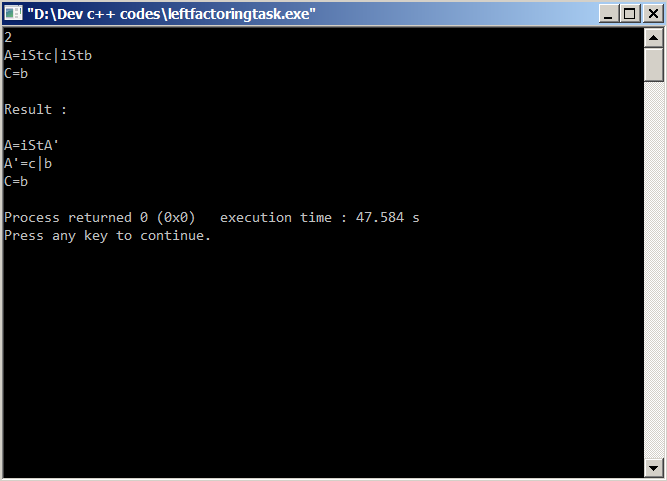 "D:\Dev c++ codes\leftfactoringtask.exe"
2
A=iStc|iStb
C=b
Result :
A=iStA'
A'=c|b
C=b
Process returned 0 (0x0)   execution time : 47.584 s
Press any key to continue.